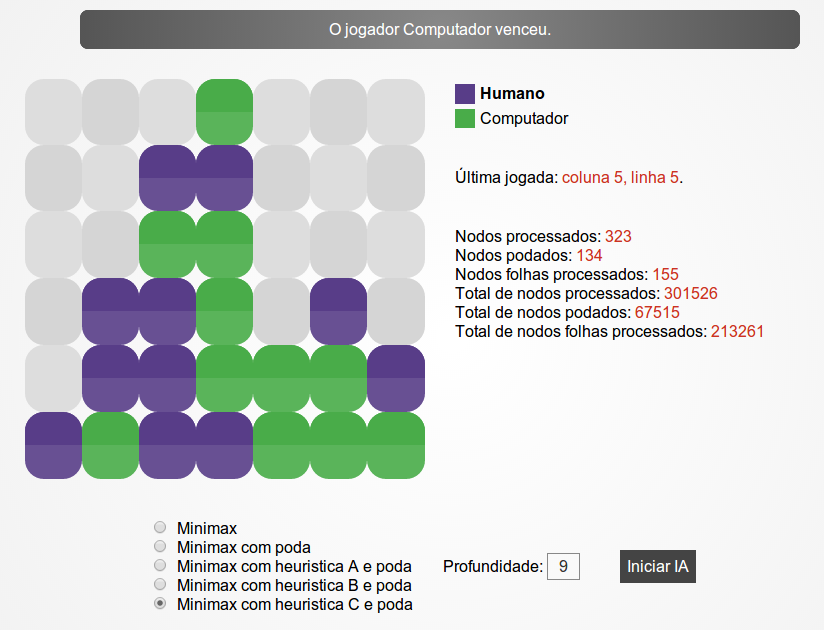 O jogador Computador venceu.
Humano
Computador
Última jogada: coluna 5, linha 5.
Nodos processados: 323
Nodos podados: 134
Nodos folhas processados: 155
Total de nodos processados: 301526
Total de nodos podados: 67515
Total de nodos folhas processados: 213261
Minimax
Minimax com poda
Minimax com heuristica A e poda
Minimax com heuristica B e poda
Minimax com heuristica C e poda
Profundidade: 9
Iniciar IA